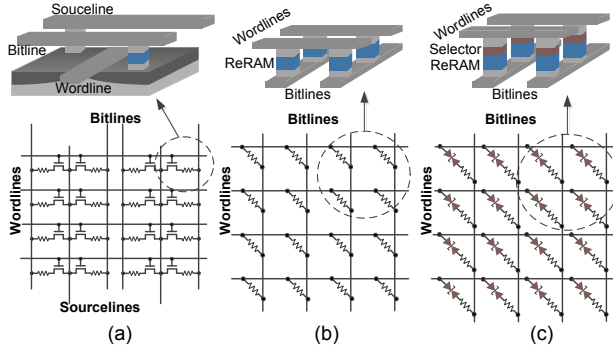 Souceline
Bitline
Wordline
Bitlines
Wordlines
Sourcelines
(a)
Wordlines
ReRAM
Bitlines
Bitlines
Wordlines
(b)
Wordlines
Selector
ReRAM
Bitlines
Bitlines
Wordlines
(c)